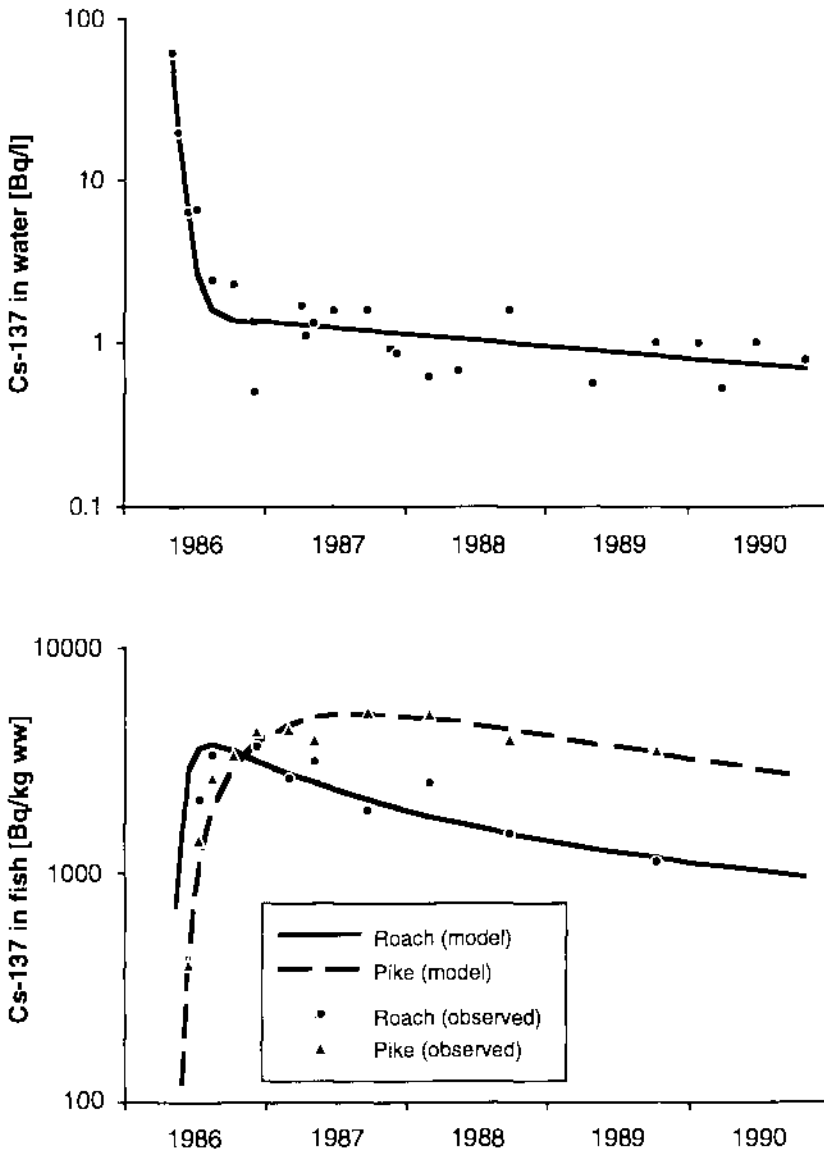 Cs-137 in water [Bq/l]
100
10
1
0.1
1986 1987 1988 1989 1990
Cs-137 in fish [Bq/kg ww]
10000
1000
100
Roach (model)
Pike (model)
Roach (observed)
Pike (observed)
1986 1987 1988 1989 1990